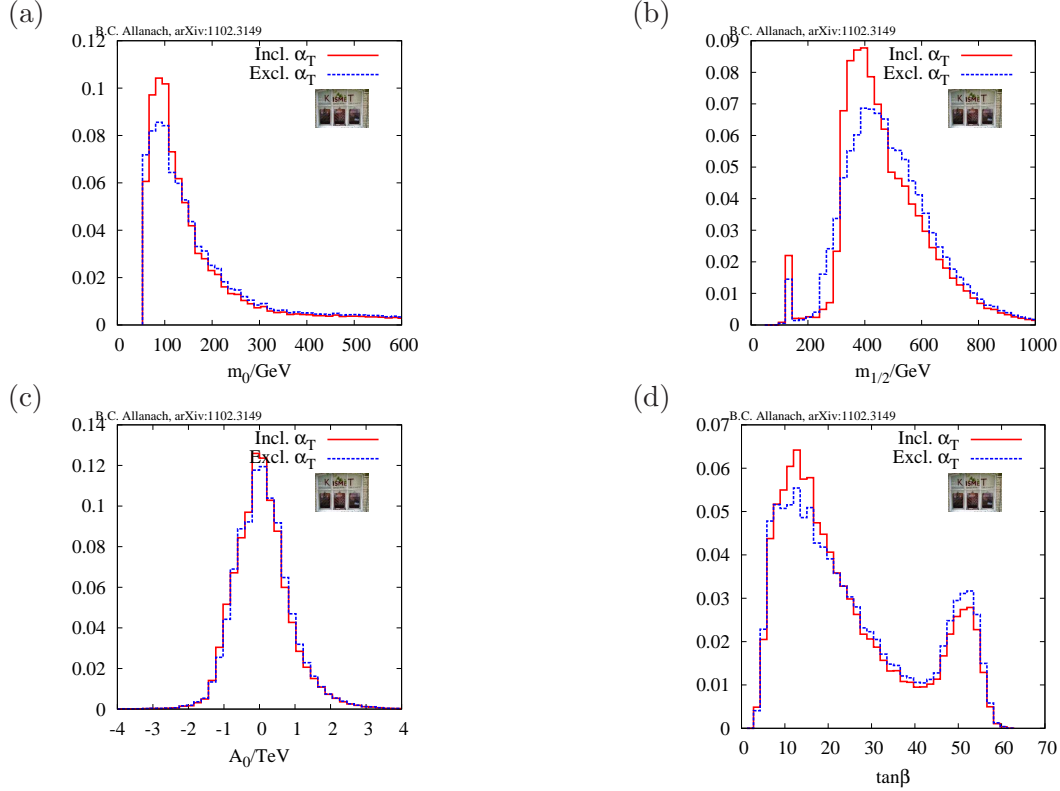 (a)
B.C. Allanach, arXiv:1102.3149
Incl. α_T
Excl. α_T
KISMET
0.12
0.1
0.08
0.06
0.04
0.02
0
0 100 200 300 400 500 600
m_0/GeV
(b)
B.C. Allanach, arXiv:1102.3149
Incl. α_T
Excl. α_T
KISMET
0.09
0.08
0.07
0.06
0.05
0.04
0.03
0.02
0.01
0
0 200 400 600 800 1000
m_{1/2}/GeV
(c)
B.C. Allanach, arXiv:1102.3149
Incl. α_T
Excl. α_T
KISMET
0.14
0.12
0.1
0.08
0.06
0.04
0.02
0
-4 -3 -2 -1 0 1 2 3 4
A_0/TeV
(d)
B.C. Allanach, arXiv:1102.3149
Incl. α_T
Excl. α_T
KISMET
0.07
0.06
0.05
0.04
0.03
0.02
0.01
0
0 10 20 30 40 50 60 70
tanβ